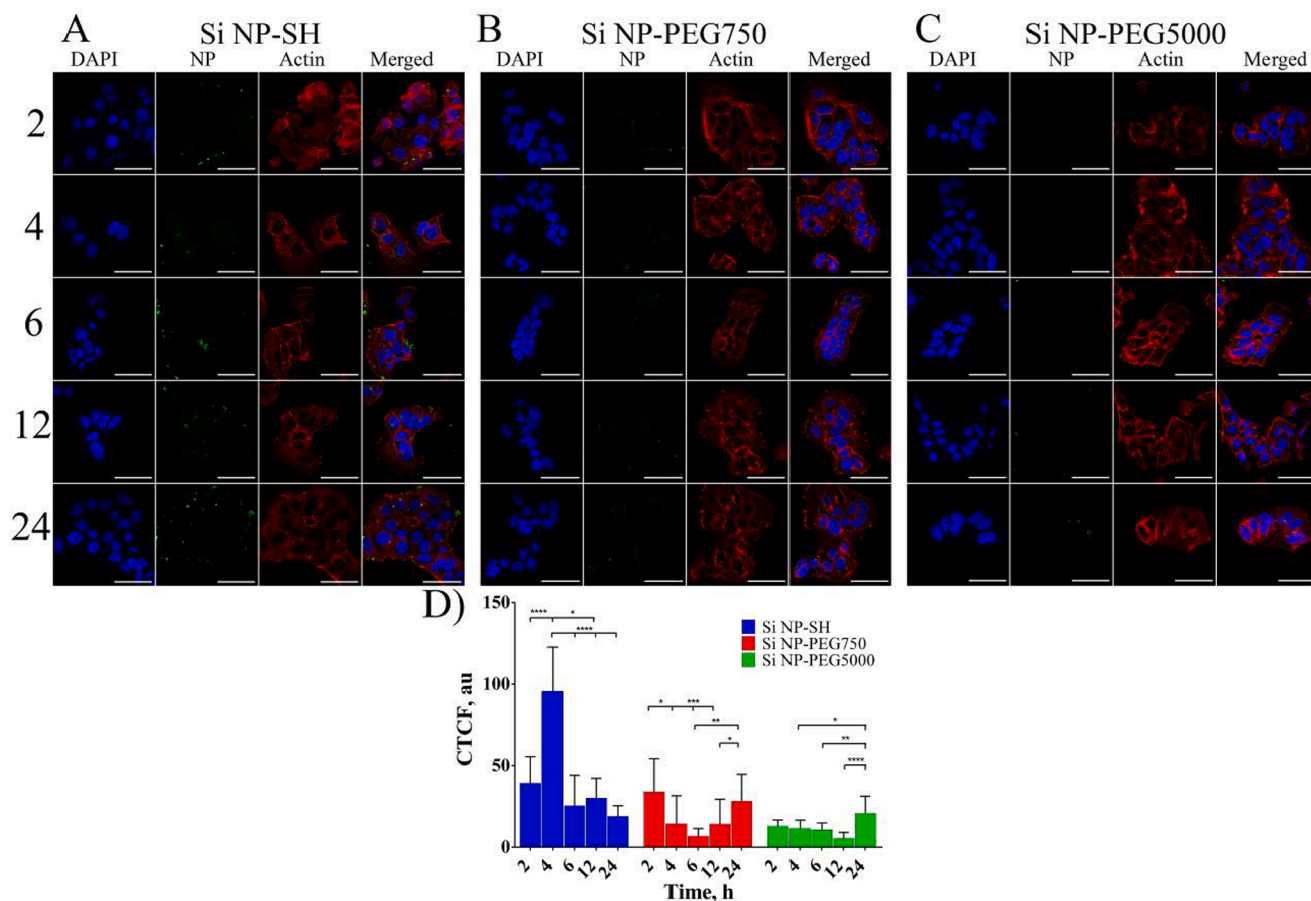 A
Si NP-SH
DAPI NP Actin Merged
B
Si NP-PEG750
DAPI NP Actin Merged
C
Si NP-PEG5000
DAPI NP Actin Merged
2
4
6
12
24
D)
CTCF, au
150
100
50
0
**** *
****
* ***
**
*
*
**
****
Si NP-SH
Si NP-PEG750
Si NP-PEG5000
2 4 6 12 24 2 4 6 12 24 2 4 6 12 24
Time, h